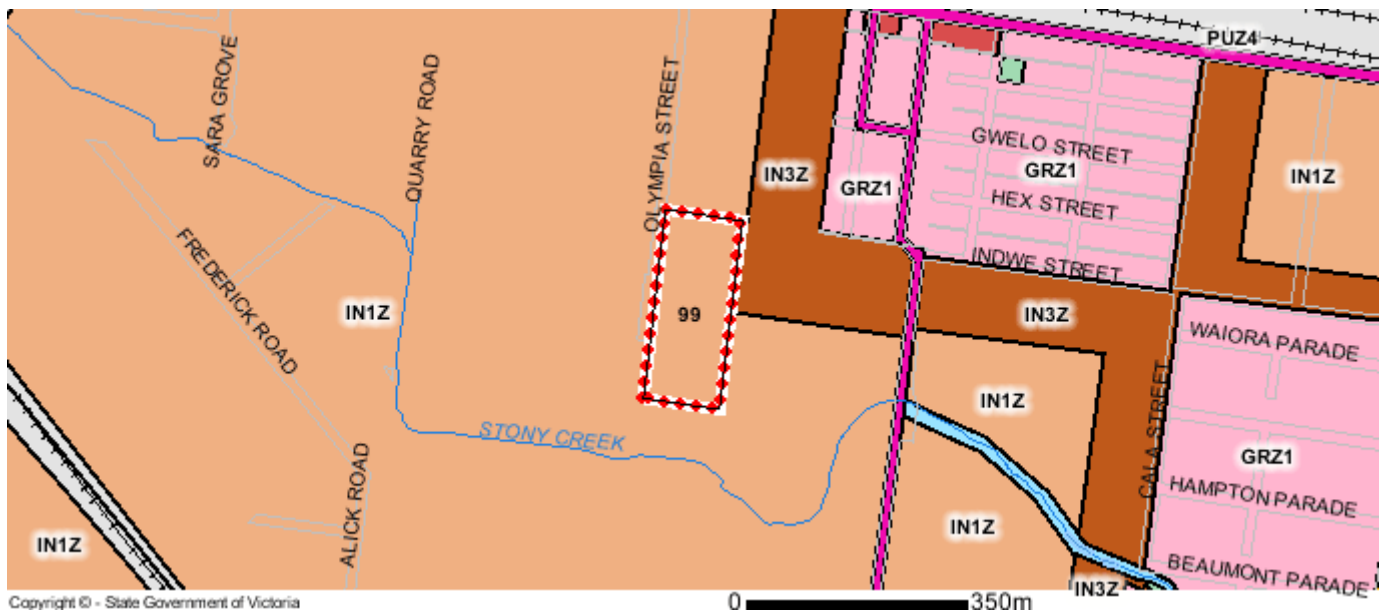 PUZ4
SARA GROVE
QUARRY ROAD
OLYMPIA STREET
GWELO STREET
IN3Z
GRZ1
GRZ1
IN1Z
HEX STREET
FREDERICK ROAD
INDWE STREET
IN1Z
99
IN3Z
WAIORA PARADE
IN1Z
STONY CREEK
CALA STREET
GRZ1
ALICK ROAD
HAMPTON PARADE
IN1Z
IN1Z
BEAUMONT PARADE
IN3Z
Copyright © - State Government of Victoria
0 350m